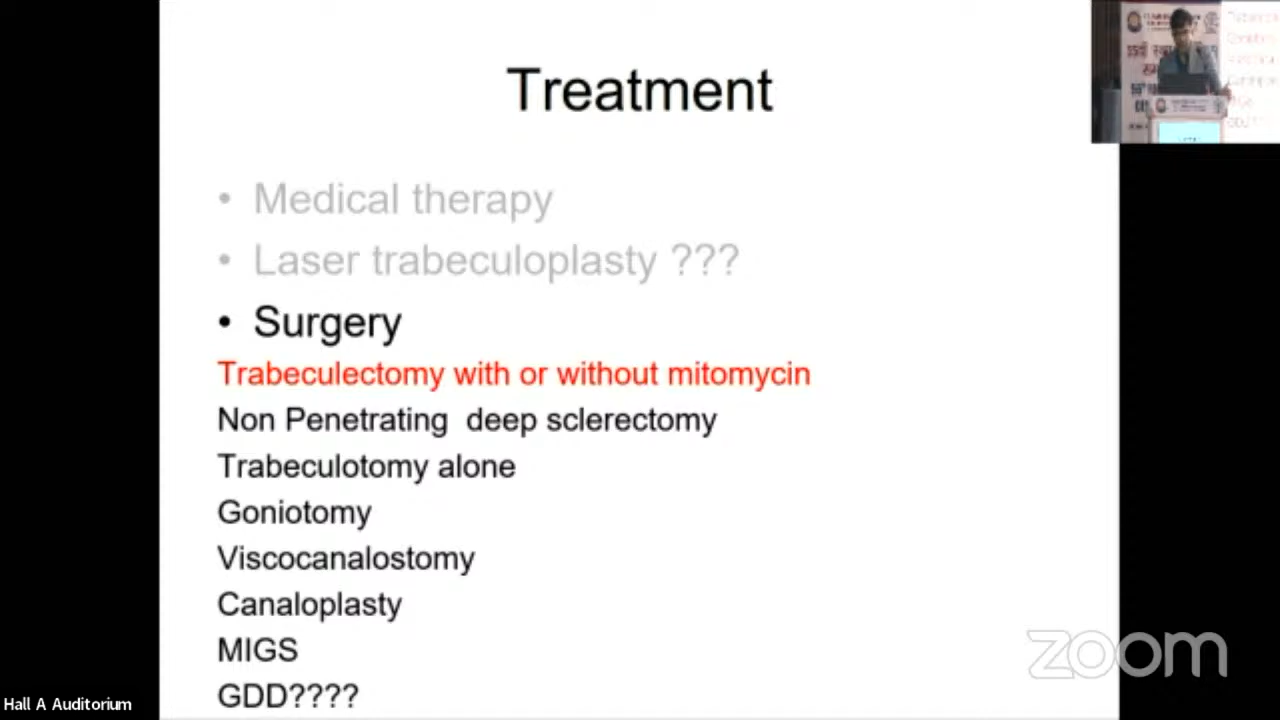 Treatment
• Medical therapy
• Laser trabeculoplasty ???
• Surgery
Trabeculectomy with or without mitomycin
Non Penetrating deep sclerectomy
Trabeculotomy alone
Goniotomy
Viscocanalostomy
Canaloplasty
MIGS
GDD????
zoom
Hall A Auditorium